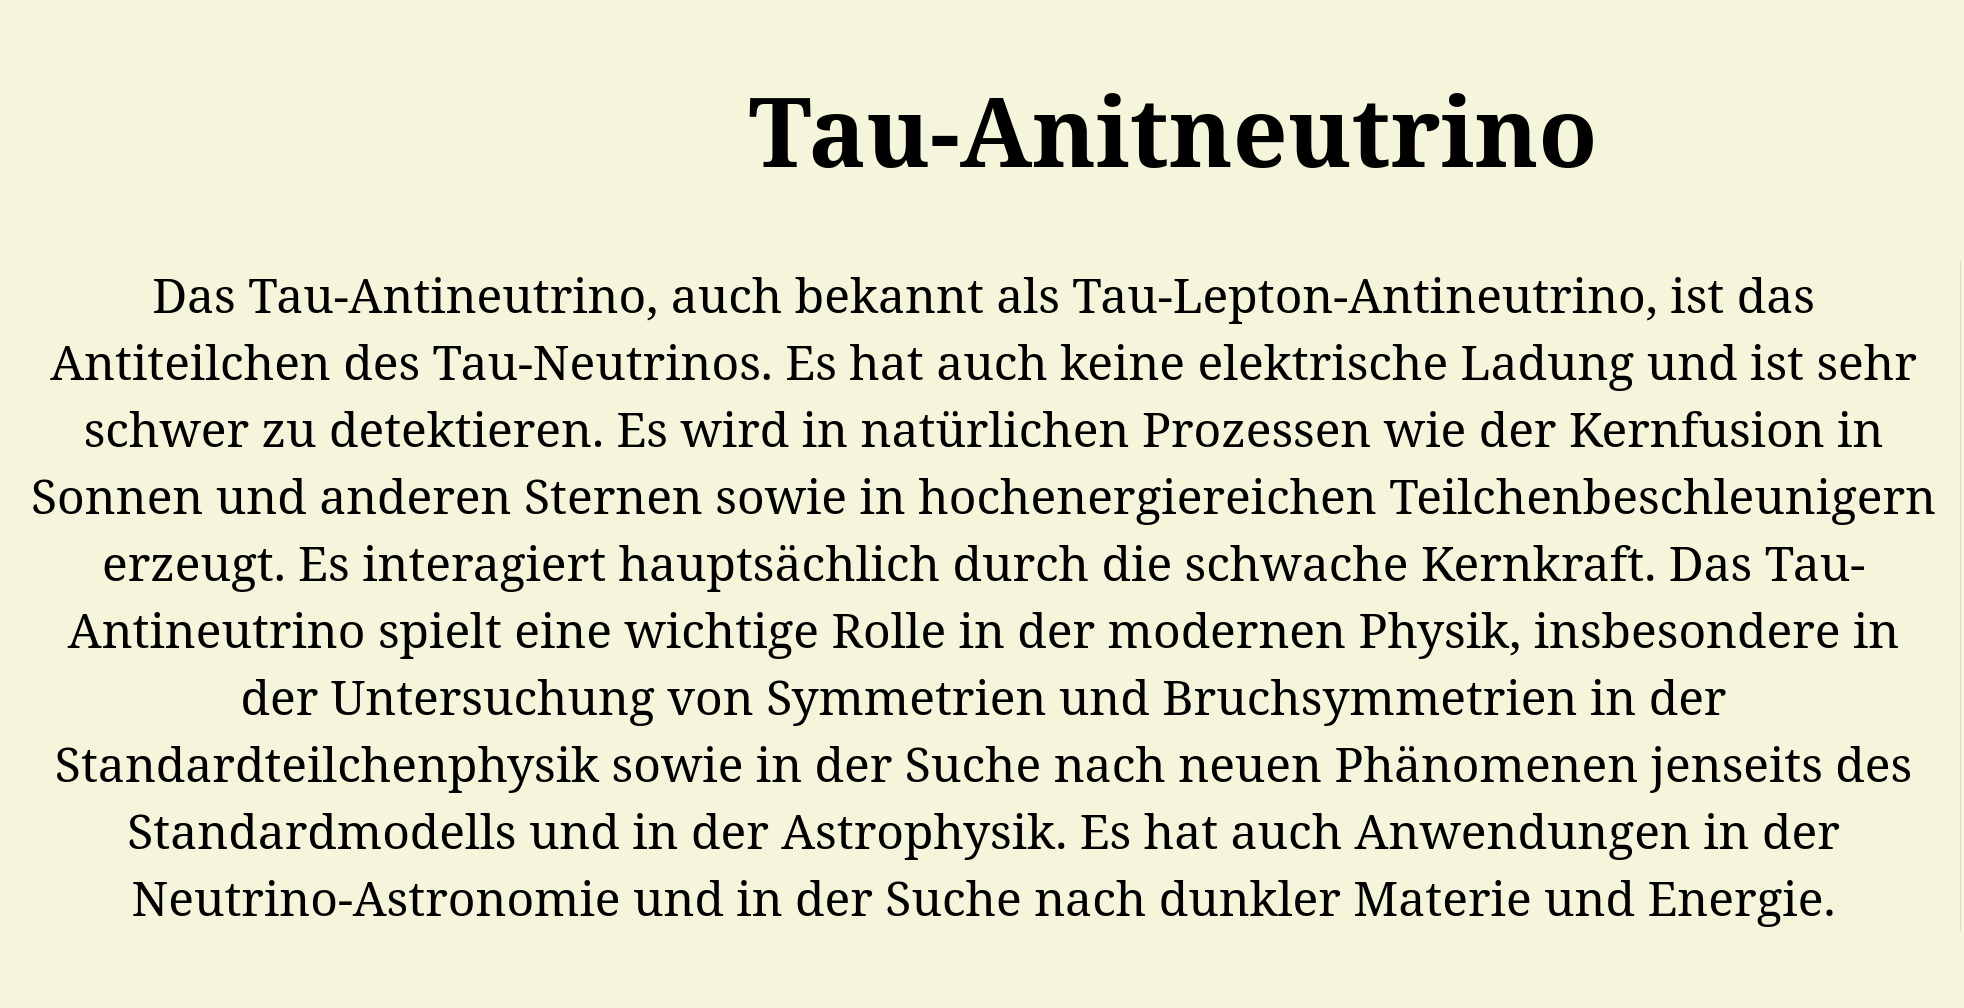 Tau-Anitneutrino
Das Tau-Antineutrino, auch bekannt als Tau-Lepton-Antineutrino, ist das
Antiteilchen des Tau-Neutrinos. Es hat auch keine elektrische Ladung und ist sehr
schwer zu detektieren. Es wird in natürlichen Prozessen wie der Kernfusion in
Sonnen und anderen Sternen sowie in hochenergiereichen Teilchenbeschleunigern
erzeugt. Es interagiert hauptsächlich durch die schwache Kernkraft. Das Tau-
Antineutrino spielt eine wichtige Rolle in der modernen Physik, insbesondere in
der Untersuchung von Symmetrien und Bruchsymmetrien in der
Standardteilchenphysik sowie in der Suche nach neuen Phänomenen jenseits des
Standardmodells und in der Astrophysik. Es hat auch Anwendungen in der
Neutrino-Astronomie und in der Suche nach dunkler Materie und Energie.